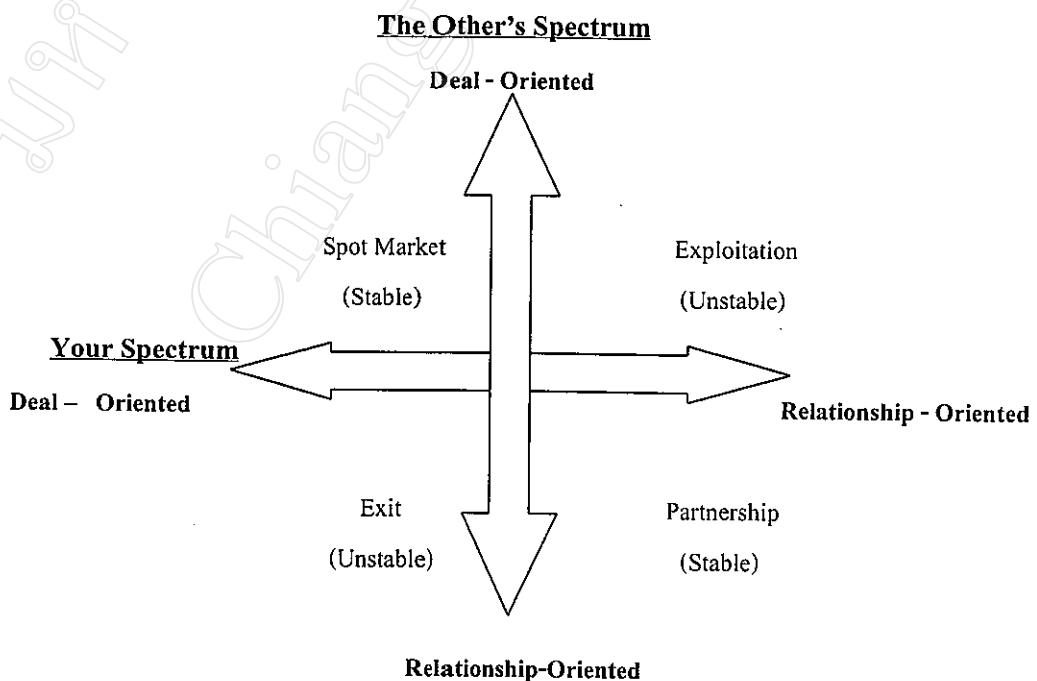 The Other's Spectrum
Deal - Oriented
Chiang
Spot Market
Exploitation
(Stable)
(Unstable)
Your Spectrum
Deal – Oriented
Relationship - Oriented
Exit
Partnership
(Unstable)
(Stable)
Relationship-Oriented